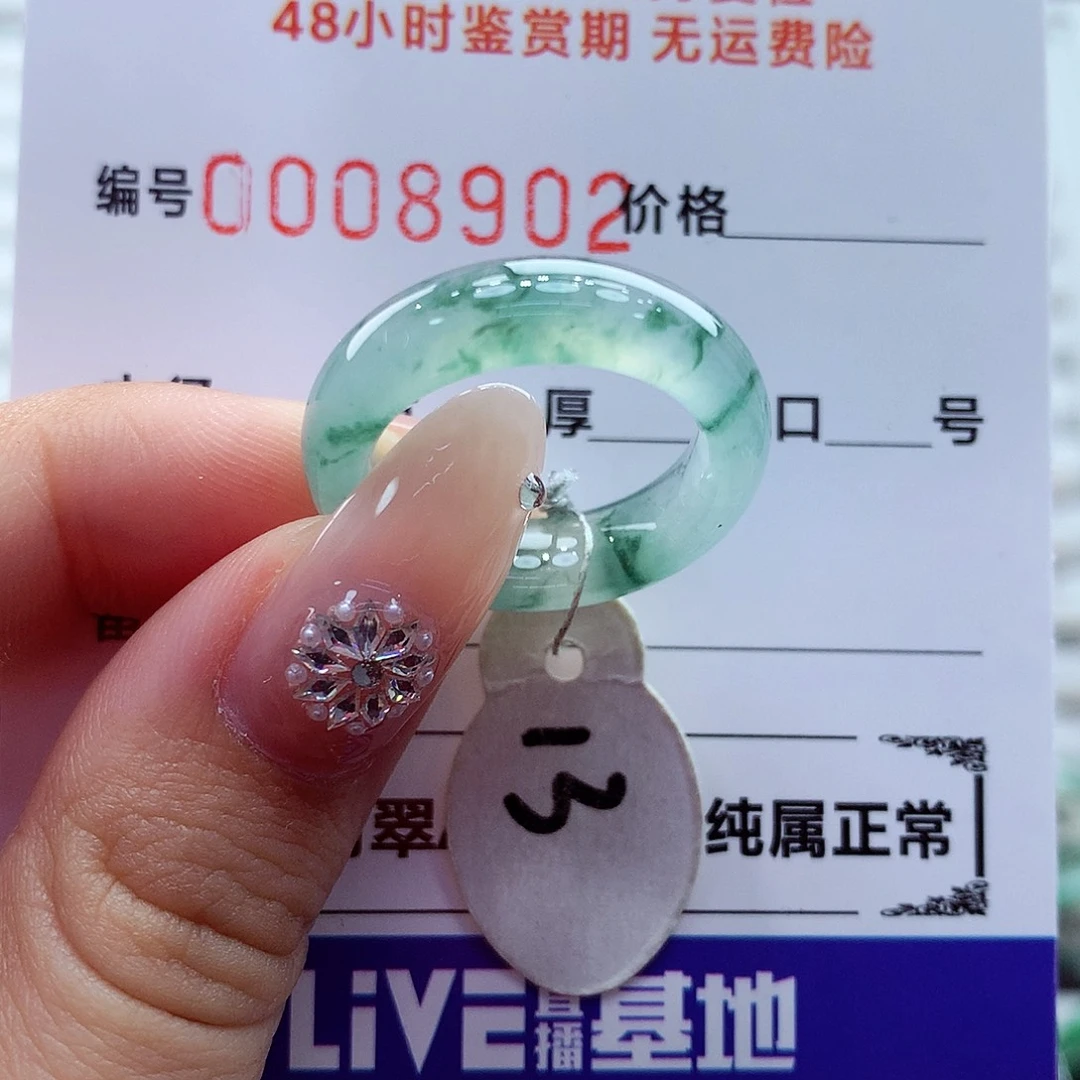 48小时鉴赏期 无运费险
编号 0008902 价格
厚 口 号
13
翠 纯属正常
LiVE直播基地